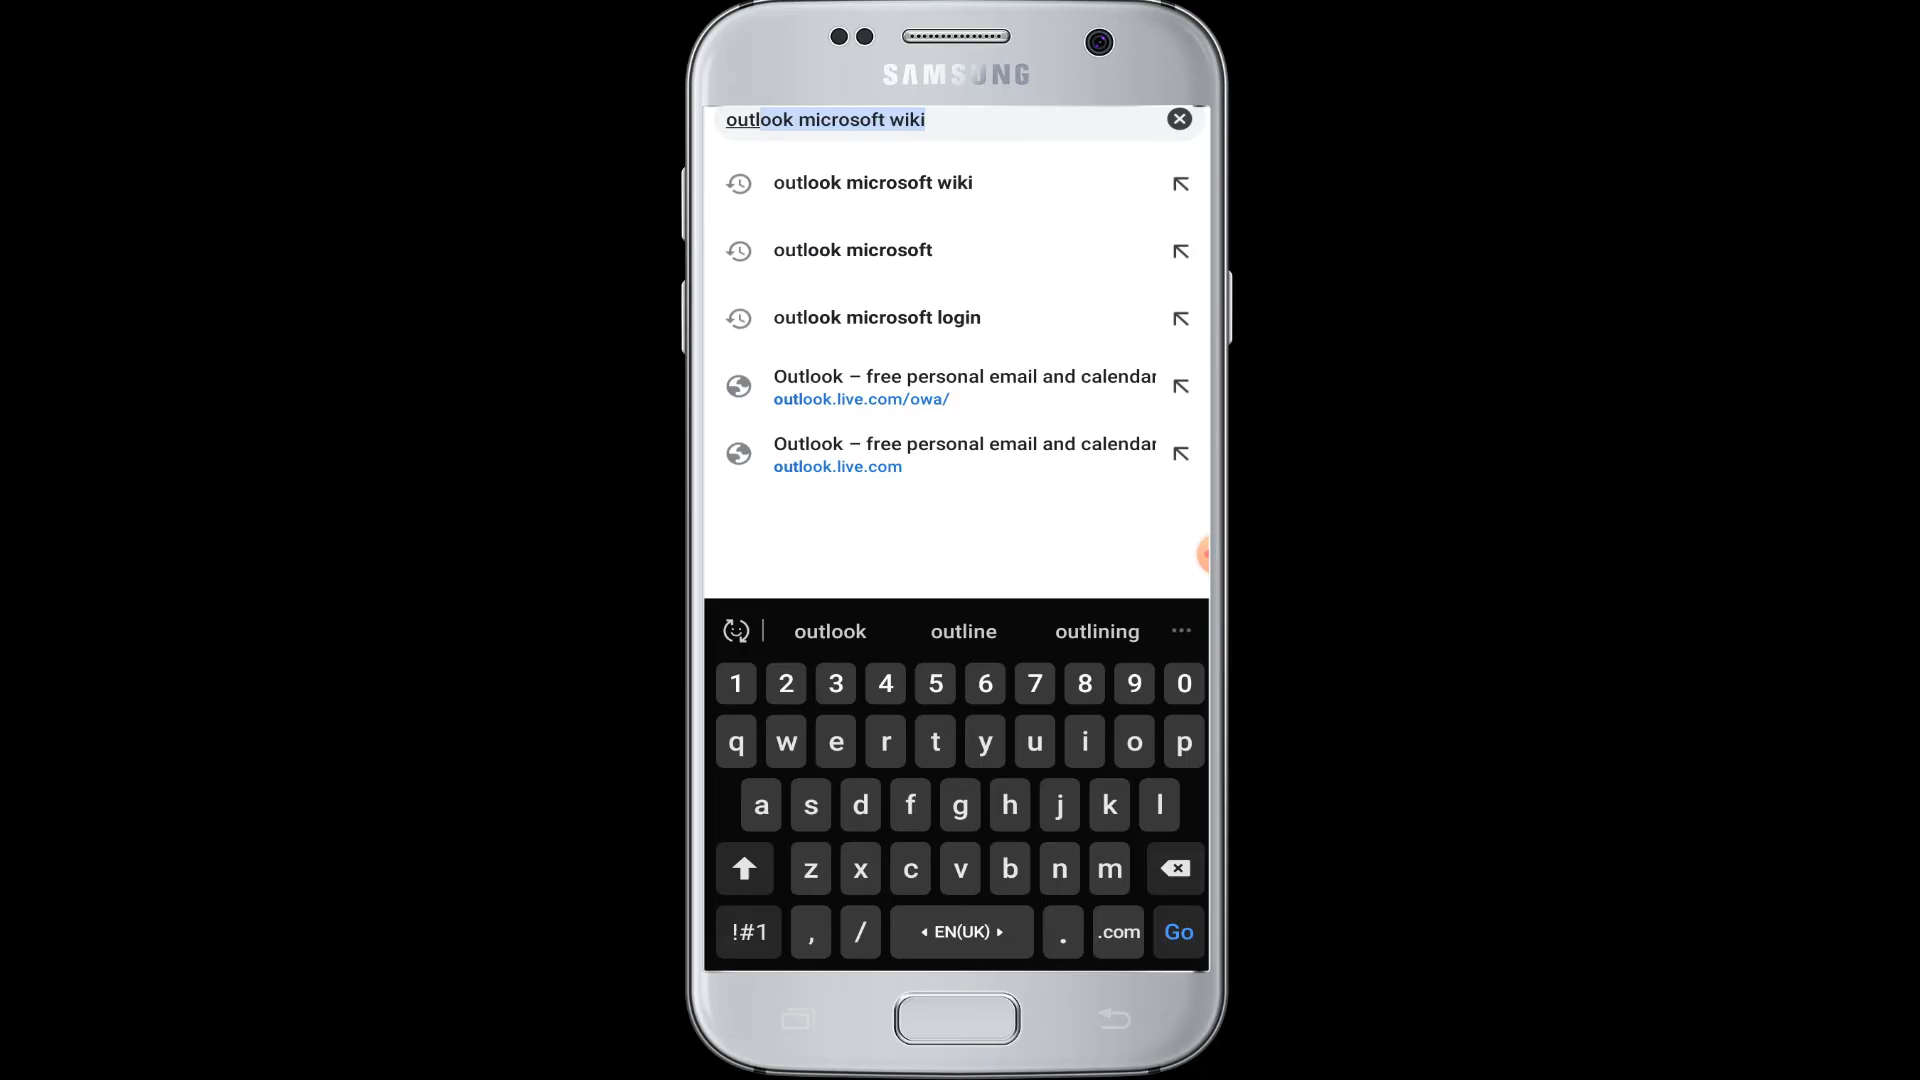 SAMSUNG
outlook microsoft wiki
outlook microsoft wiki
outlook microsoft
outlook microsoft login
Outlook – free personal email and calendar
outlook.live.com/owa/
Outlook – free personal email and calendar
outlook.live.com
outlook outline outlining ...
1 2 3 4 5 6 7 8 9 0
q w e r t y u i o p
a s d f g h j k l
z x c v b n m
!#1 , / EN(UK) . .com Go